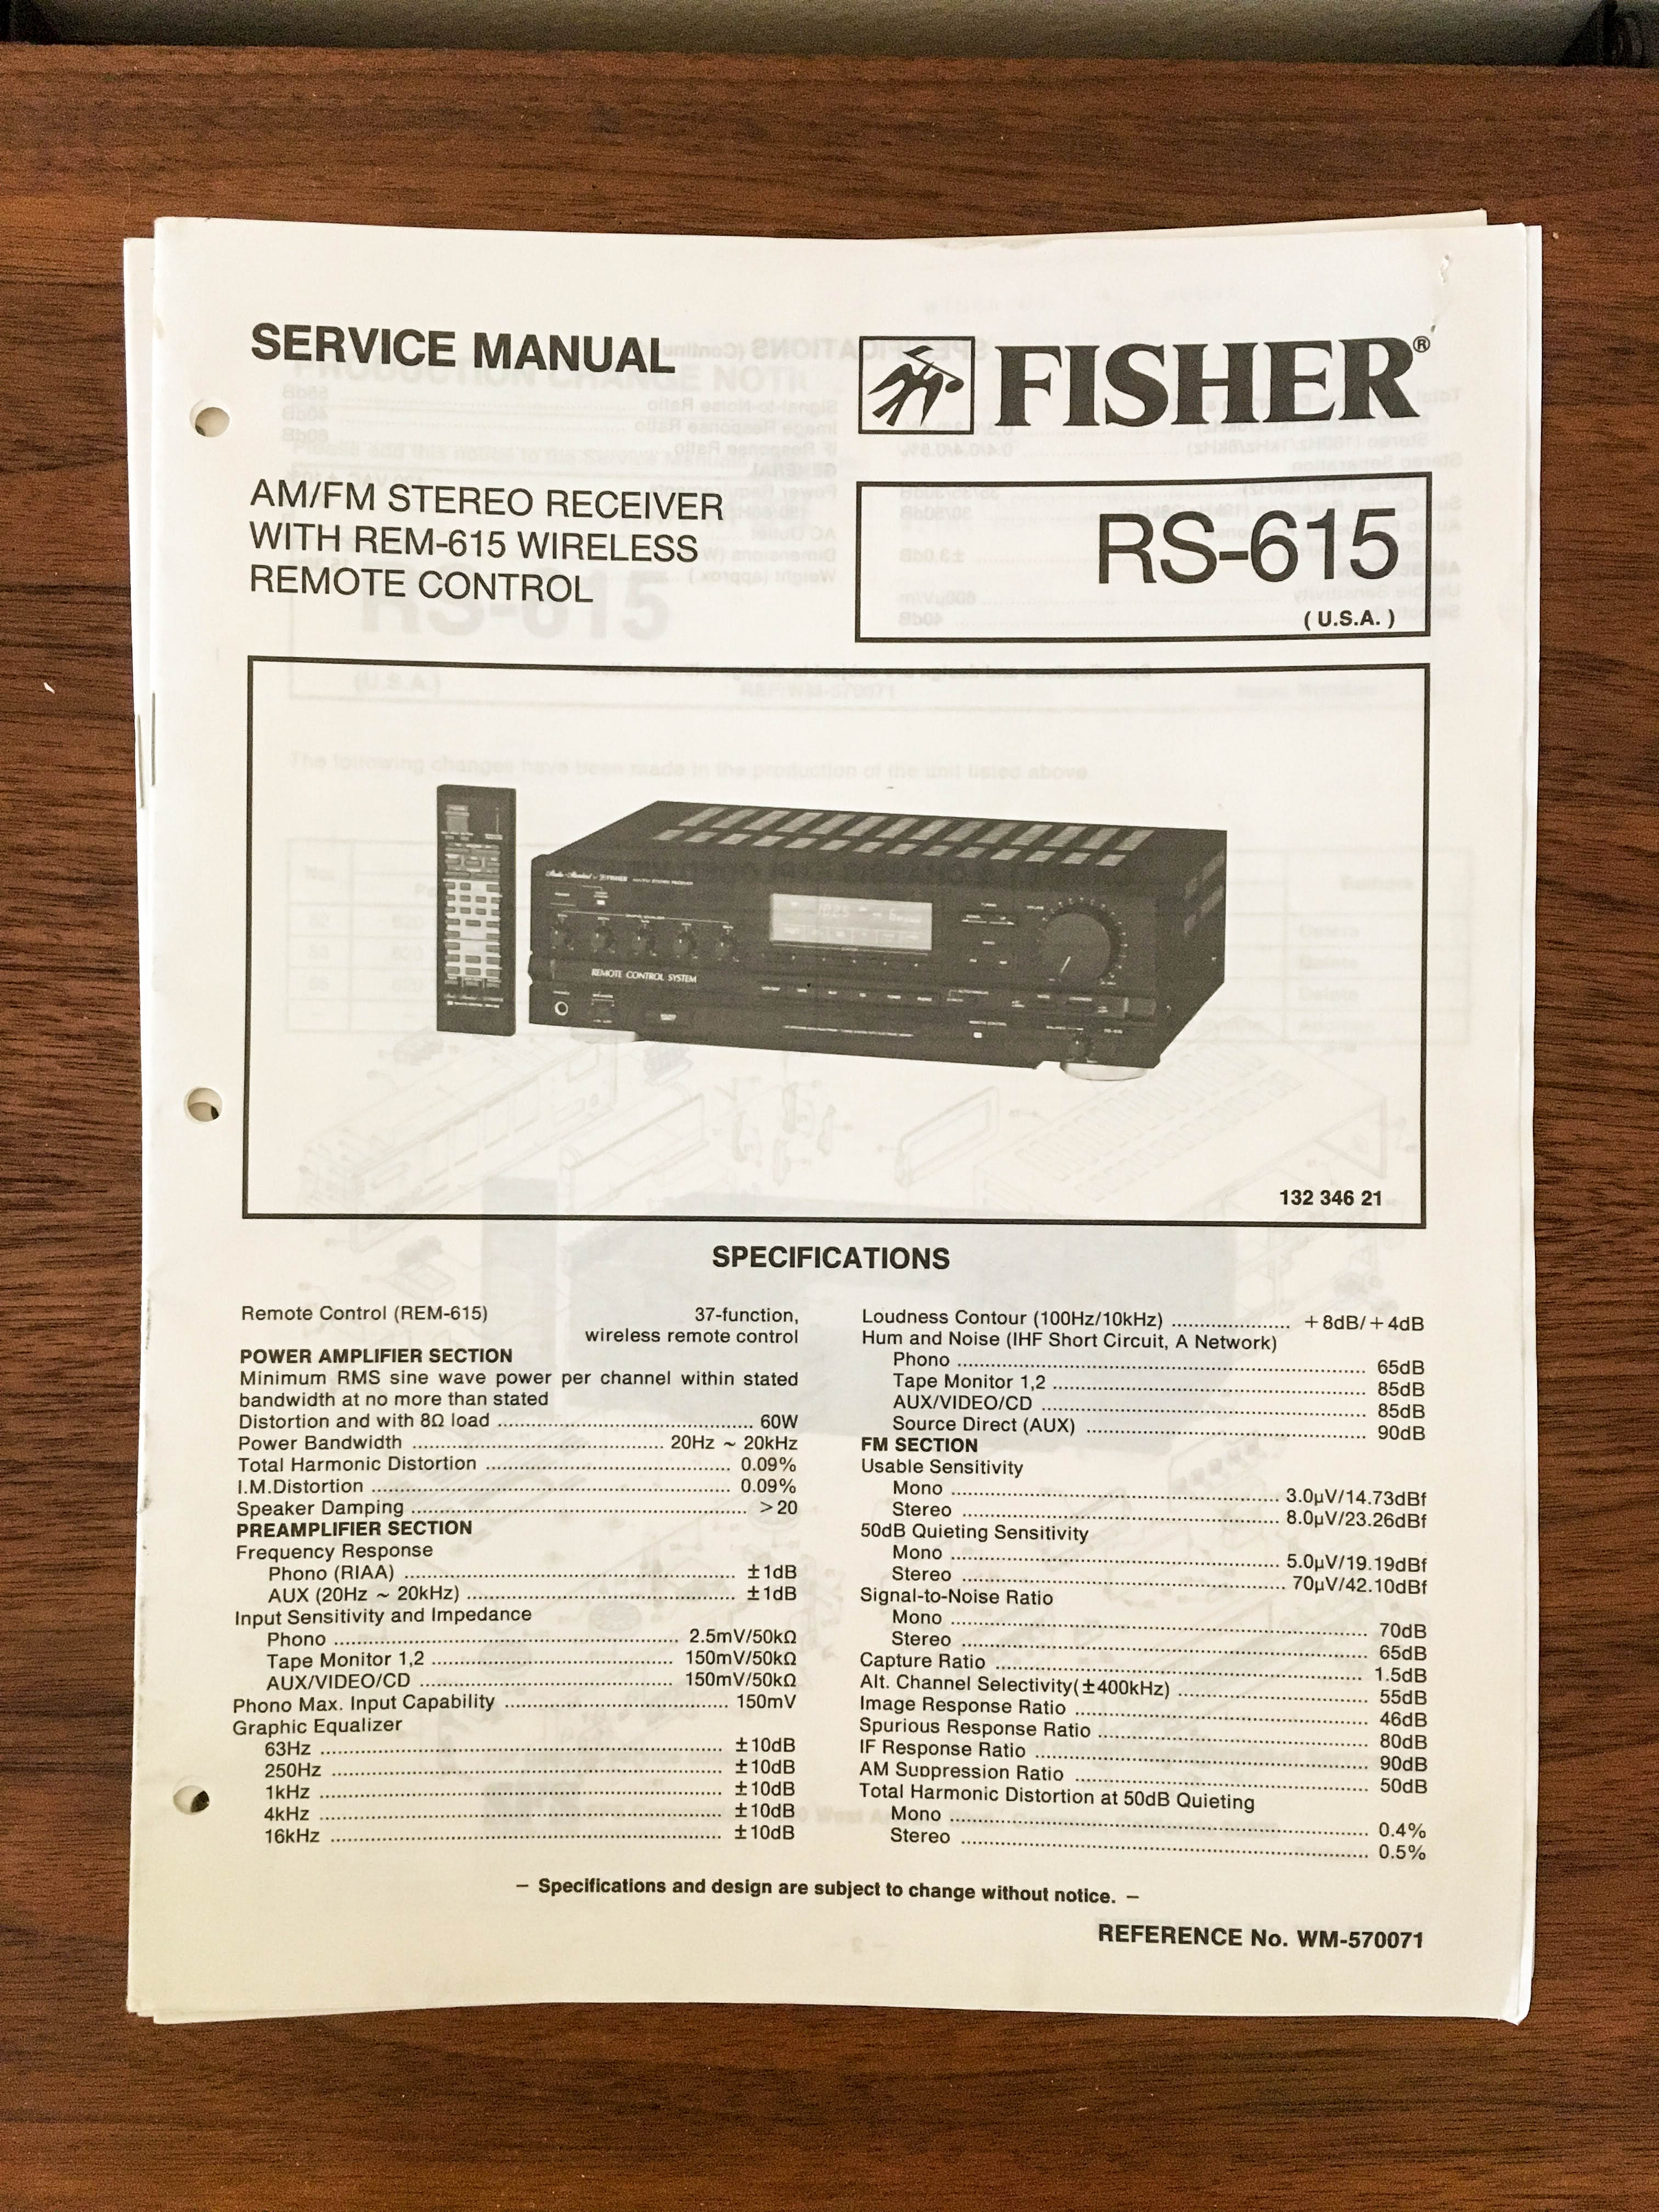 SERVICE MANUAL
FISHER®
AM/FM STEREO RECEIVER
WITH REM-615 WIRELESS
REMOTE CONTROL
RS-615
( U.S.A. )
FISHER
REMOTE CONTROL SYSTEM
132 346 21
SPECIFICATIONS
Remote Control (REM-615) 37-function,
wireless remote control
POWER AMPLIFIER SECTION
Minimum RMS sine wave power per channel within stated
bandwidth at no more than stated
Distortion and with 8Ω load ........ 60W
Power Bandwidth ........ 20Hz ~ 20kHz
Total Harmonic Distortion ........ 0.09%
I.M.Distortion ........ 0.09%
Speaker Damping ........ >20
PREAMPLIFIER SECTION
Frequency Response
Phono (RIAA) ........ ±1dB
AUX (20Hz ~ 20kHz) ........ ±1dB
Input Sensitivity and Impedance
Phono ........ 2.5mV/50kΩ
Tape Monitor 1,2 ........ 150mV/50kΩ
AUX/VIDEO/CD ........ 150mV/50kΩ
Phono Max. Input Capability ........ 150mV
Graphic Equalizer
63Hz ........ ±10dB
250Hz ........ ±10dB
1kHz ........ ±10dB
4kHz ........ ±10dB
16kHz ........ ±10dB
Loudness Contour (100Hz/10kHz) ........ +8dB/+4dB
Hum and Noise (IHF Short Circuit, A Network)
Phono ........ 65dB
Tape Monitor 1,2 ........ 85dB
AUX/VIDEO/CD ........ 85dB
Source Direct (AUX) ........ 90dB
FM SECTION
Usable Sensitivity
Mono ........ 3.0μV/14.73dBf
Stereo ........ 8.0μV/23.26dBf
50dB Quieting Sensitivity
Mono ........ 5.0μV/19.19dBf
Stereo ........ 70μV/42.10dBf
Signal-to-Noise Ratio
Mono ........ 70dB
Stereo ........ 65dB
Capture Ratio ........ 1.5dB
Alt. Channel Selectivity(±400kHz) ........ 55dB
Image Response Ratio ........ 46dB
Spurious Response Ratio ........ 80dB
IF Response Ratio ........ 90dB
AM Suppression Ratio ........ 50dB
Total Harmonic Distortion at 50dB Quieting
Mono ........ 0.4%
Stereo ........ 0.5%
– Specifications and design are subject to change without notice. –
REFERENCE No. WM-570071